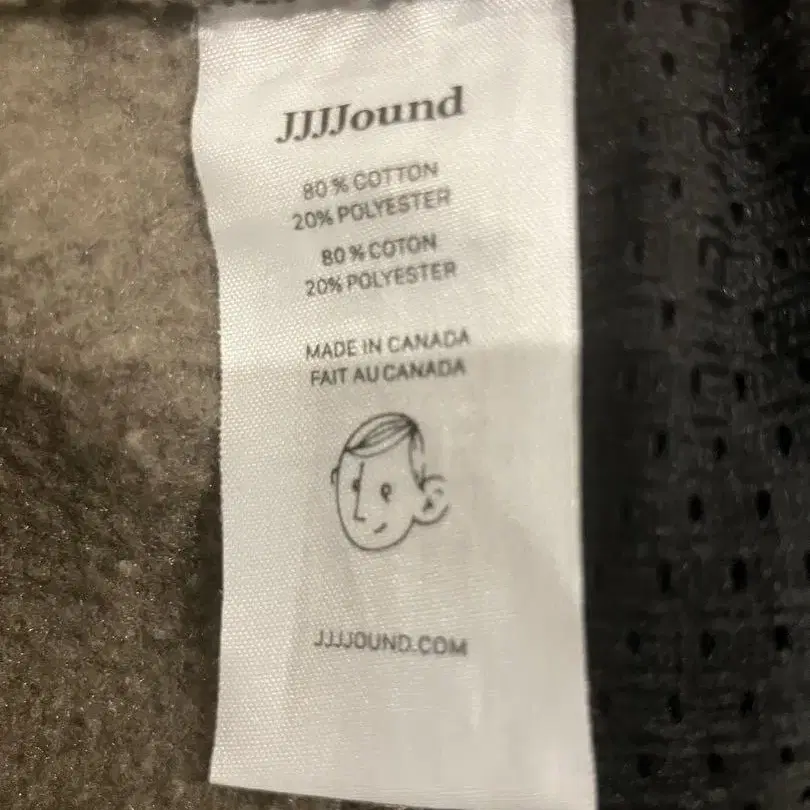 JJJJound
80% COTTON
20% POLYESTER
80% COTON
20% POLYESTER
MADE IN CANADA
FAIT AU CANADA
JJJJOUND.COM